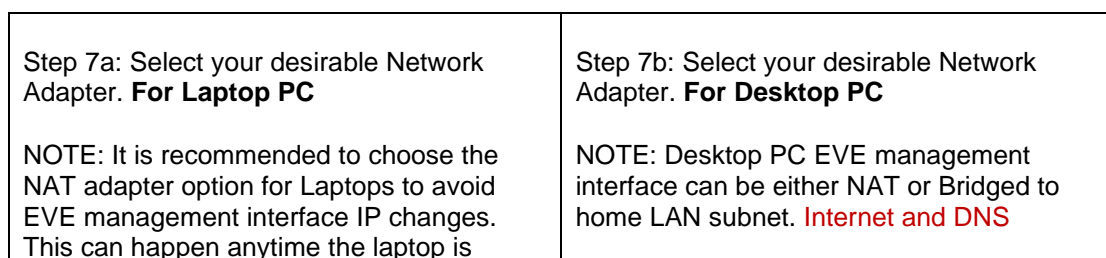 Step 7a: Select your desirable Network
Adapter. For Laptop PC
NOTE: It is recommended to choose the
NAT adapter option for Laptops to avoid
EVE management interface IP changes.
This can happen anytime the laptop is
Step 7b: Select your desirable Network
Adapter. For Desktop PC
NOTE: Desktop PC EVE management
interface can be either NAT or Bridged to
home LAN subnet. Internet and DNS